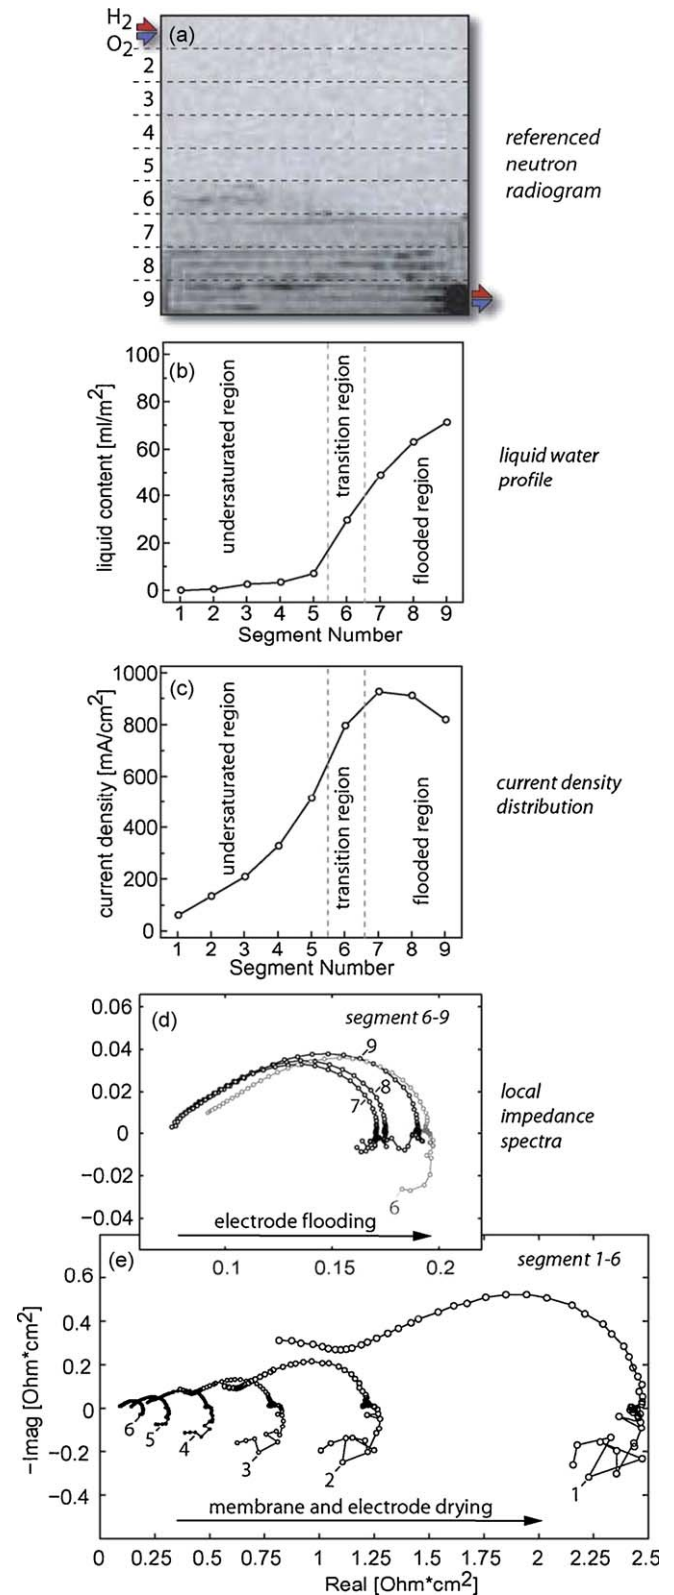 H2
O2
(a)
2
3
4
5
6
7
8
9
referenced
neutron
radiogram
(b)
liquid content [ml/m2]
100
80
60
40
20
0
undersaturated region
transition region
flooded region
1 2 3 4 5 6 7 8 9
Segment Number
liquid water
profile
(c)
current density [mA/cm2]
1000
800
600
400
200
0
undersaturated region
transition region
flooded region
1 2 3 4 5 6 7 8 9
Segment Number
current density
distribution
(d)
segment 6-9
0.06
0.04
0.02
0
−0.02
−0.04
9
8
7
6
electrode flooding
0.1 0.15 0.2
local
impedance
spectra
(e)
segment 1-6
−Imag [Ohm*cm2]
0.6
0.4
0.2
0
−0.2
−0.4
6
5
4
3
2
1
membrane and electrode drying
0 0.25 0.5 0.75 1 1.25 1.5 1.75 2 2.25 2.5
Real [Ohm*cm2]